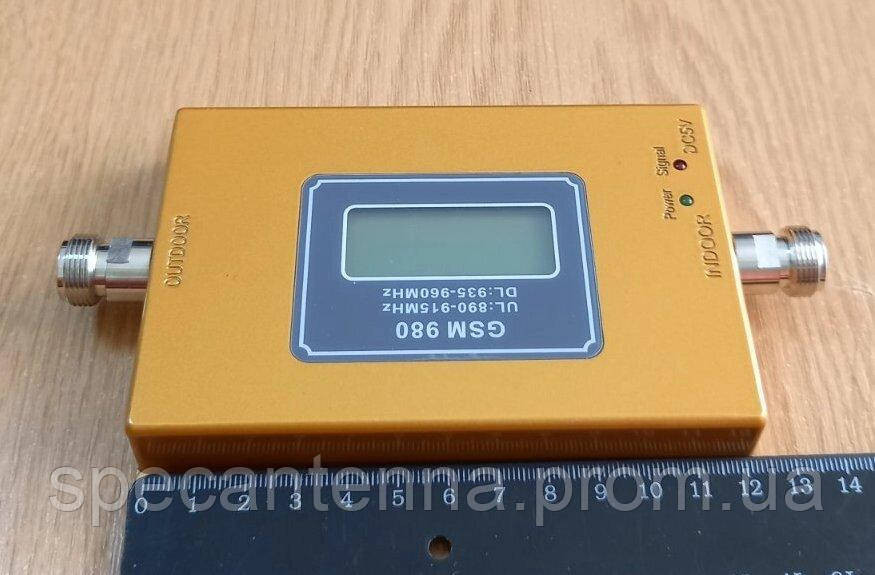 OUTDOOR
GSM 980
UL:890-915MHz
DL:935-960MHz
Power
Signal
DC5V
INDOOR
specantenna.prom.ua
0 1 2 3 4 5 6 7 8 9 10 11 12 13 14